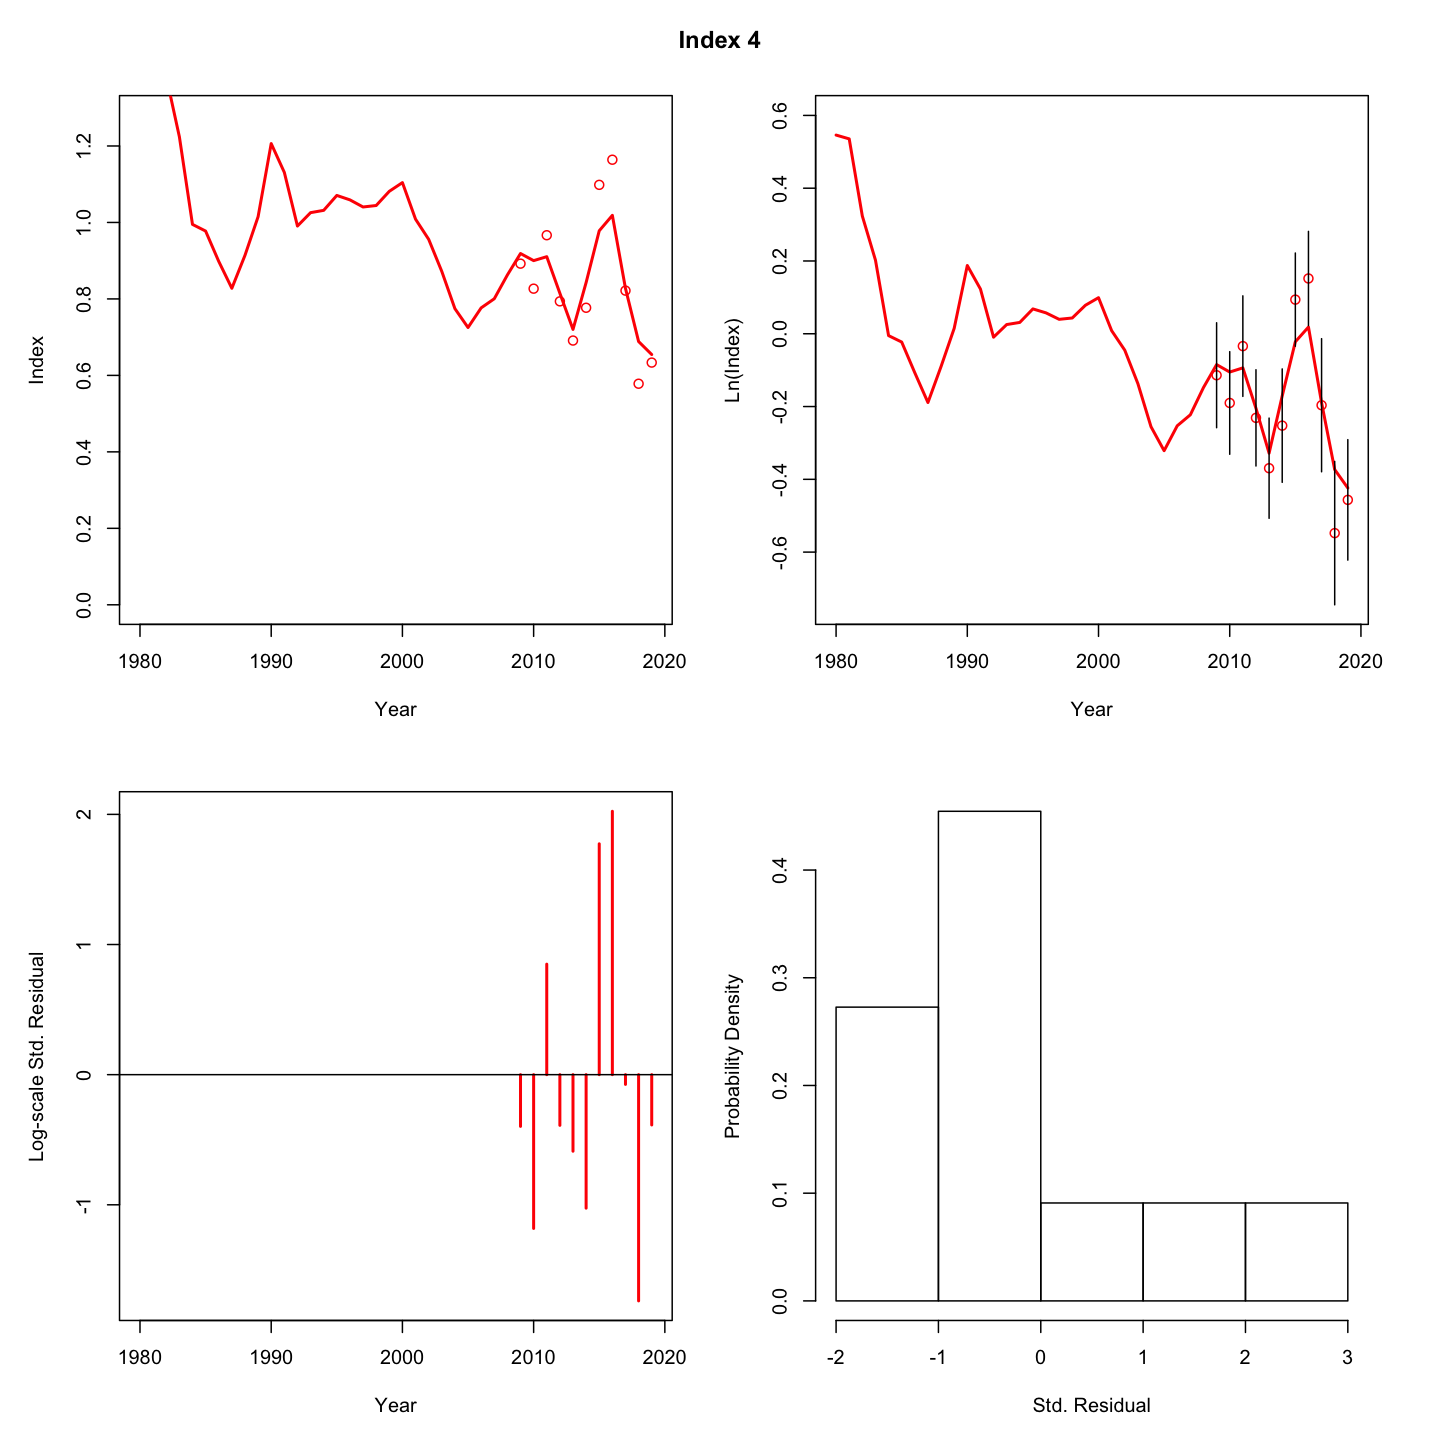 Index 4
Index
0.0 0.2 0.4 0.6 0.8 1.0 1.2
1980 1990 2000 2010 2020
Year
Ln(Index)
-0.6 -0.4 -0.2 0.0 0.2 0.4 0.6
1980 1990 2000 2010 2020
Year
Log-scale Std. Residual
-1 0 1 2
1980 1990 2000 2010 2020
Year
Probability Density
0.0 0.1 0.2 0.3 0.4
-2 -1 0 1 2 3
Std. Residual